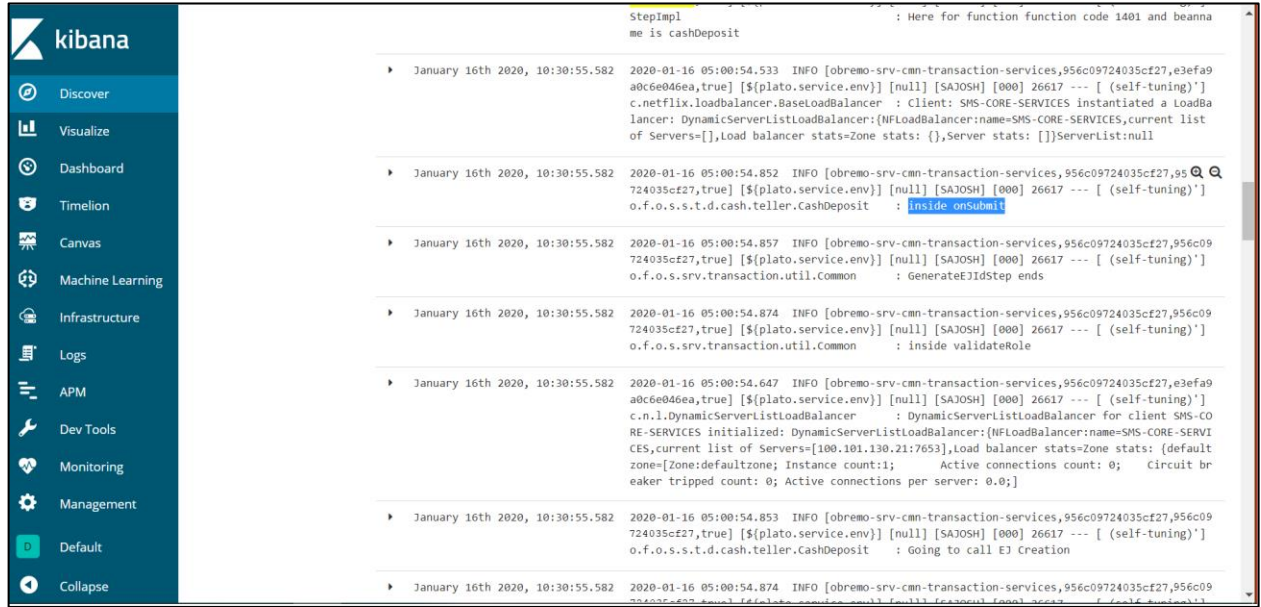 kibana
Discover
Visualize
Dashboard
Timelion
Canvas
Machine Learning
Infrastructure
Logs
APM
Dev Tools
Monitoring
Management
D Default
Collapse
StepImpl : Here for function function code 1401 and beanna
me is cashDeposit
January 16th 2020, 10:30:55.582 2020-01-16 05:00:54.533 INFO [obremo-srv-cmn-transaction-services,956c09724035cf27,e3efa9
a0c6e046ea,true] [${plato.service.env}] [null] [SAJOSH] [000] 26617 --- [ (self-tuning)']
c.netflix.loadbalancer.BaseLoadBalancer : Client: SMS-CORE-SERVICES instantiated a LoadBa
lancer: DynamicServerListLoadBalancer:{NFLoadBalancer:name=SMS-CORE-SERVICES,current list
of Servers=[],Load balancer stats=Zone stats: {},Server stats: []}ServerList:null
January 16th 2020, 10:30:55.582 2020-01-16 05:00:54.852 INFO [obremo-srv-cmn-transaction-services,956c09724035cf27,95
724035cf27,true] [${plato.service.env}] [null] [SAJOSH] [000] 26617 --- [ (self-tuning)']
o.f.o.s.s.t.d.cash.teller.CashDeposit : inside onSubmit
January 16th 2020, 10:30:55.582 2020-01-16 05:00:54.857 INFO [obremo-srv-cmn-transaction-services,956c09724035cf27,956c09
724035cf27,true] [${plato.service.env}] [null] [SAJOSH] [000] 26617 --- [ (self-tuning)']
o.f.o.s.srv.transaction.util.Common : GenerateEJIdStep ends
January 16th 2020, 10:30:55.582 2020-01-16 05:00:54.874 INFO [obremo-srv-cmn-transaction-services,956c09724035cf27,956c09
724035cf27,true] [${plato.service.env}] [null] [SAJOSH] [000] 26617 --- [ (self-tuning)']
o.f.o.s.srv.transaction.util.Common : inside validateRole
January 16th 2020, 10:30:55.582 2020-01-16 05:00:54.647 INFO [obremo-srv-cmn-transaction-services,956c09724035cf27,e3efa9
a0c6e046ea,true] [${plato.service.env}] [null] [SAJOSH] [000] 26617 --- [ (self-tuning)']
c.n.l.DynamicServerListLoadBalancer : DynamicServerListLoadBalancer for client SMS-CO
RE-SERVICES initialized: DynamicServerListLoadBalancer:{NFLoadBalancer:name=SMS-CORE-SERVI
CES,current list of Servers=[100.101.130.21:7653],Load balancer stats=Zone stats: {default
zone=[Zone:defaultzone; Instance count:1; Active connections count: 0; Circuit br
eaker tripped count: 0; Active connections per server: 0.0;]
January 16th 2020, 10:30:55.582 2020-01-16 05:00:54.853 INFO [obremo-srv-cmn-transaction-services,956c09724035cf27,956c09
724035cf27,true] [${plato.service.env}] [null] [SAJOSH] [000] 26617 --- [ (self-tuning)']
o.f.o.s.s.t.d.cash.teller.CashDeposit : Going to call EJ Creation
January 16th 2020, 10:30:55.582 2020-01-16 05:00:54.874 INFO [obremo-srv-cmn-transaction-services,956c09724035cf27,956c09